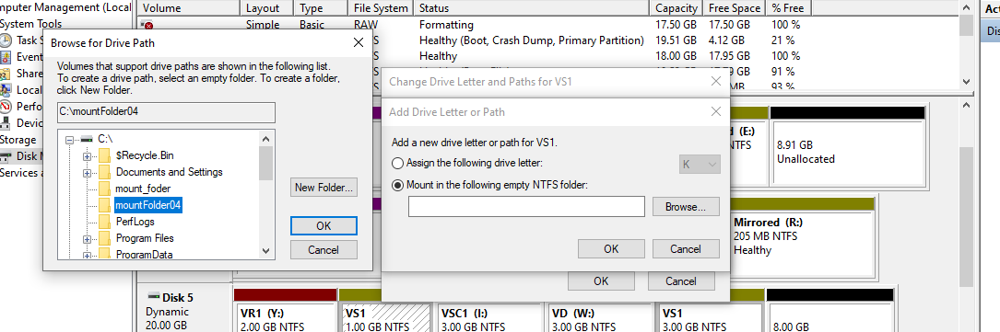 mputer Management (Local
System Tools
Task S
Event
Share
Local
Perfo
Device
Storage
Disk M
Services a
Volume Layout Type File System Status Capacity Free Space % Free
Simple Basic RAW Formatting 17.50 GB 17.50 GB 100 %
Healthy (Boot, Crash Dump, Primary Partition) 19.51 GB 4.12 GB 21 %
Healthy 18.00 GB 17.95 GB 100 %
91 %
93 %
Act
Dis
Browse for Drive Path
Volumes that support drive paths are shown in the following list.
To create a drive path, select an empty folder. To create a folder,
click New Folder.
C:\mountFolder04
C:\
$Recycle.Bin
Documents and Settings
mount_foder
mountFolder04
PerfLogs
Program Files
ProgramData
New Folder...
OK
Cancel
Change Drive Letter and Paths for VS1
Add Drive Letter or Path
Add a new drive letter or path for VS1.
Assign the following drive letter:
K
Mount in the following empty NTFS folder:
Browse...
OK Cancel
OK Cancel
d (E:)
NTFS
8.91 GB
Unallocated
Mirrored (R:)
205 MB NTFS
Healthy
Disk 5
Dynamic
20.00 GB
VR1 (Y:)
2.00 GB NTFS
VS1
1.00 GB NTFS
VSC1 (I:)
3.00 GB NTFS
VD (W:)
3.00 GB NTFS
VS1
3.00 GB NTFS
8.00 GB